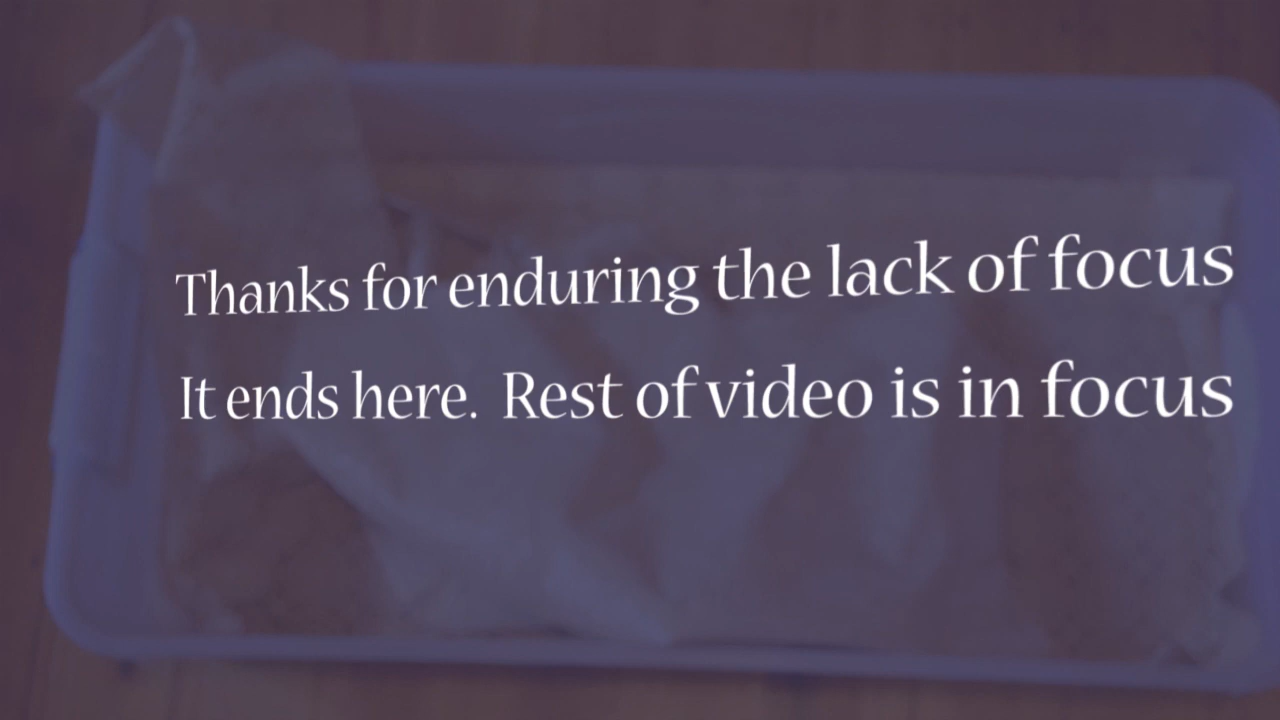 Thanks for enduring the lack of focus
It ends here. Rest of video is in focus